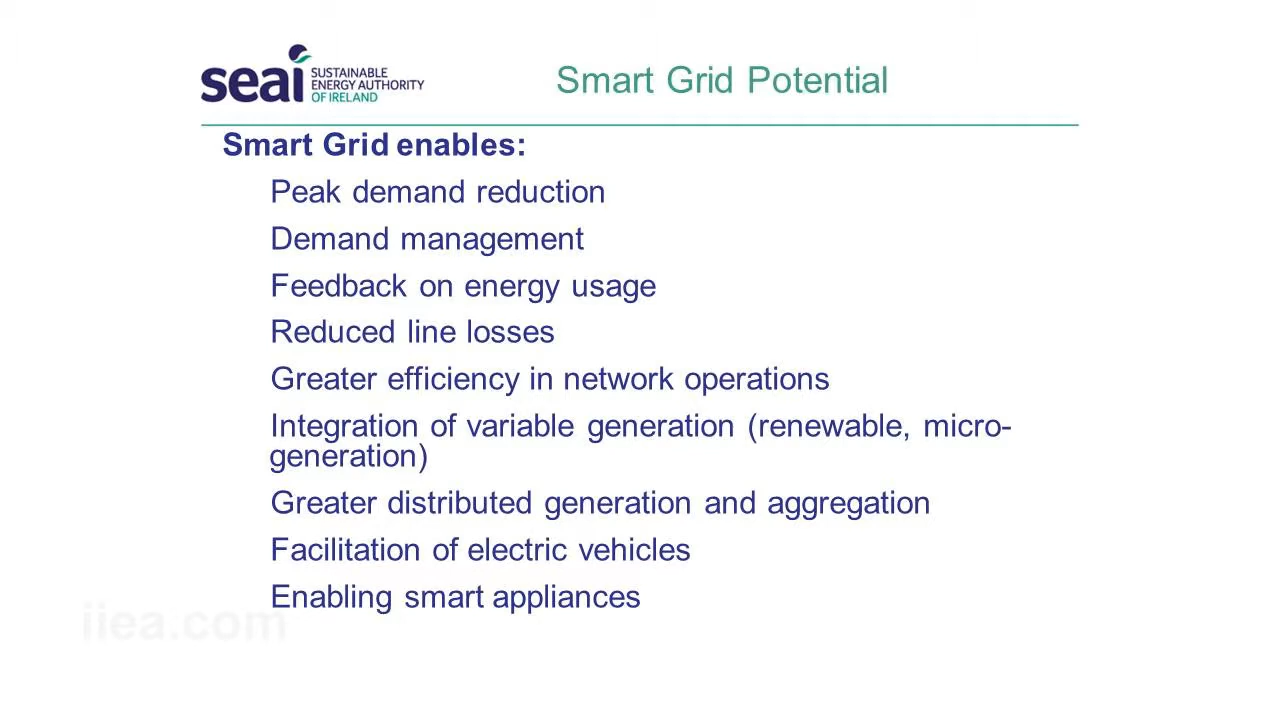 seai SUSTAINABLE
ENERGY AUTHORITY
OF IRELAND
Smart Grid Potential
Smart Grid enables:
Peak demand reduction
Demand management
Feedback on energy usage
Reduced line losses
Greater efficiency in network operations
Integration of variable generation (renewable, micro-
generation)
Greater distributed generation and aggregation
Facilitation of electric vehicles
Enabling smart appliances
iiea.com